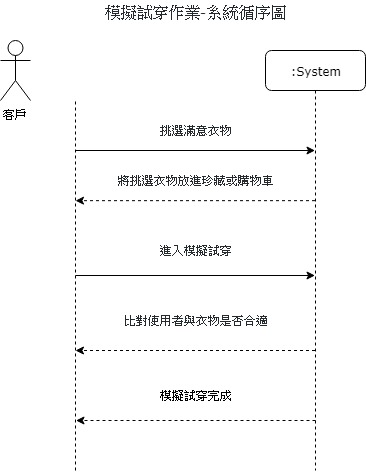 模擬試穿作業-系統循序圖
:System
客戶
挑選滿意衣物
將挑選衣物放進珍藏或購物車
進入模擬試穿
比對使用者與衣物是否合適
模擬試穿完成